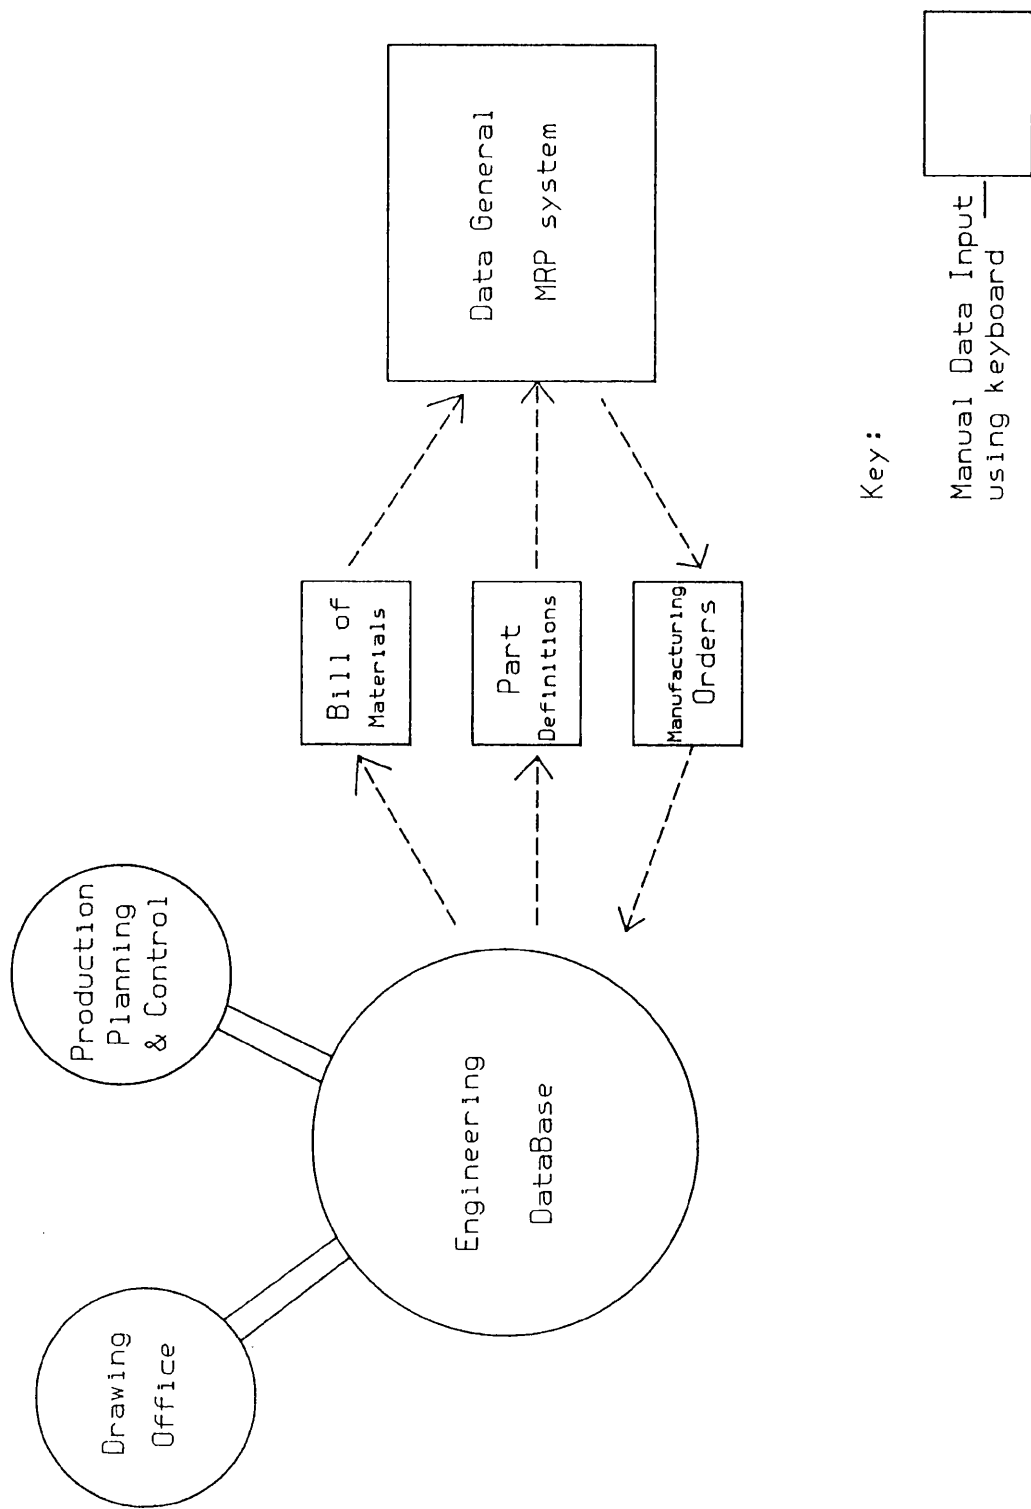 Drawing
Office
Production
Planning
& Control
Engineering
DataBase
Bill of
Materials
Part
Definitions
Manufacturing
Orders
Data General
MRP system
Key:
Manual Data Input
using keyboard